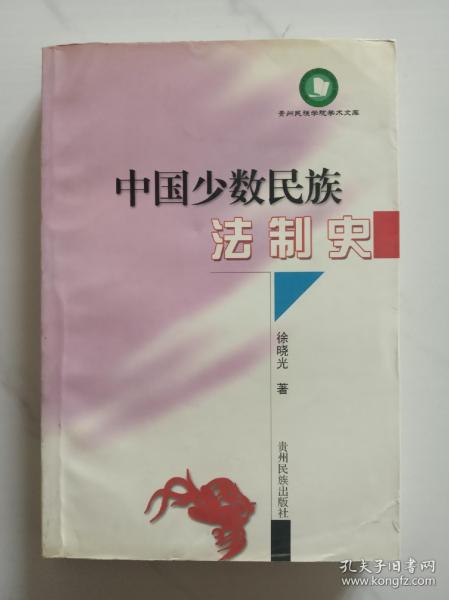 贵州民族学院学术文库
中国少数民族
法制史
徐晓光 著
贵州民族出版社
孔夫子旧书网
www.kongfz.com